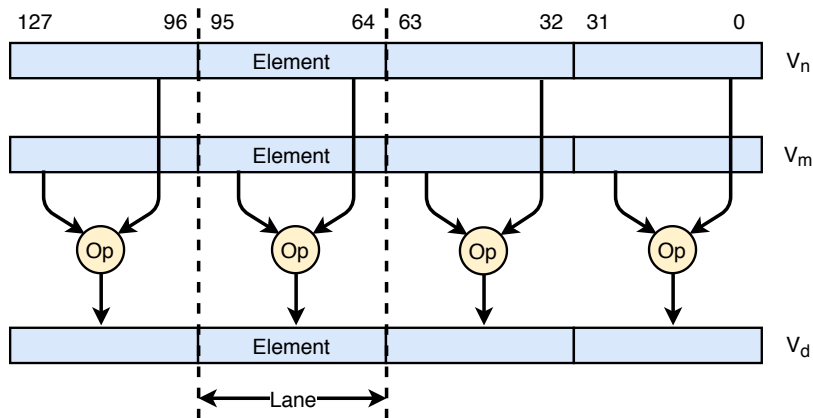 127 96 95 64 63 32 31 0
Element Vn
Element Vm
Op Op Op Op
Element Vd
Lane